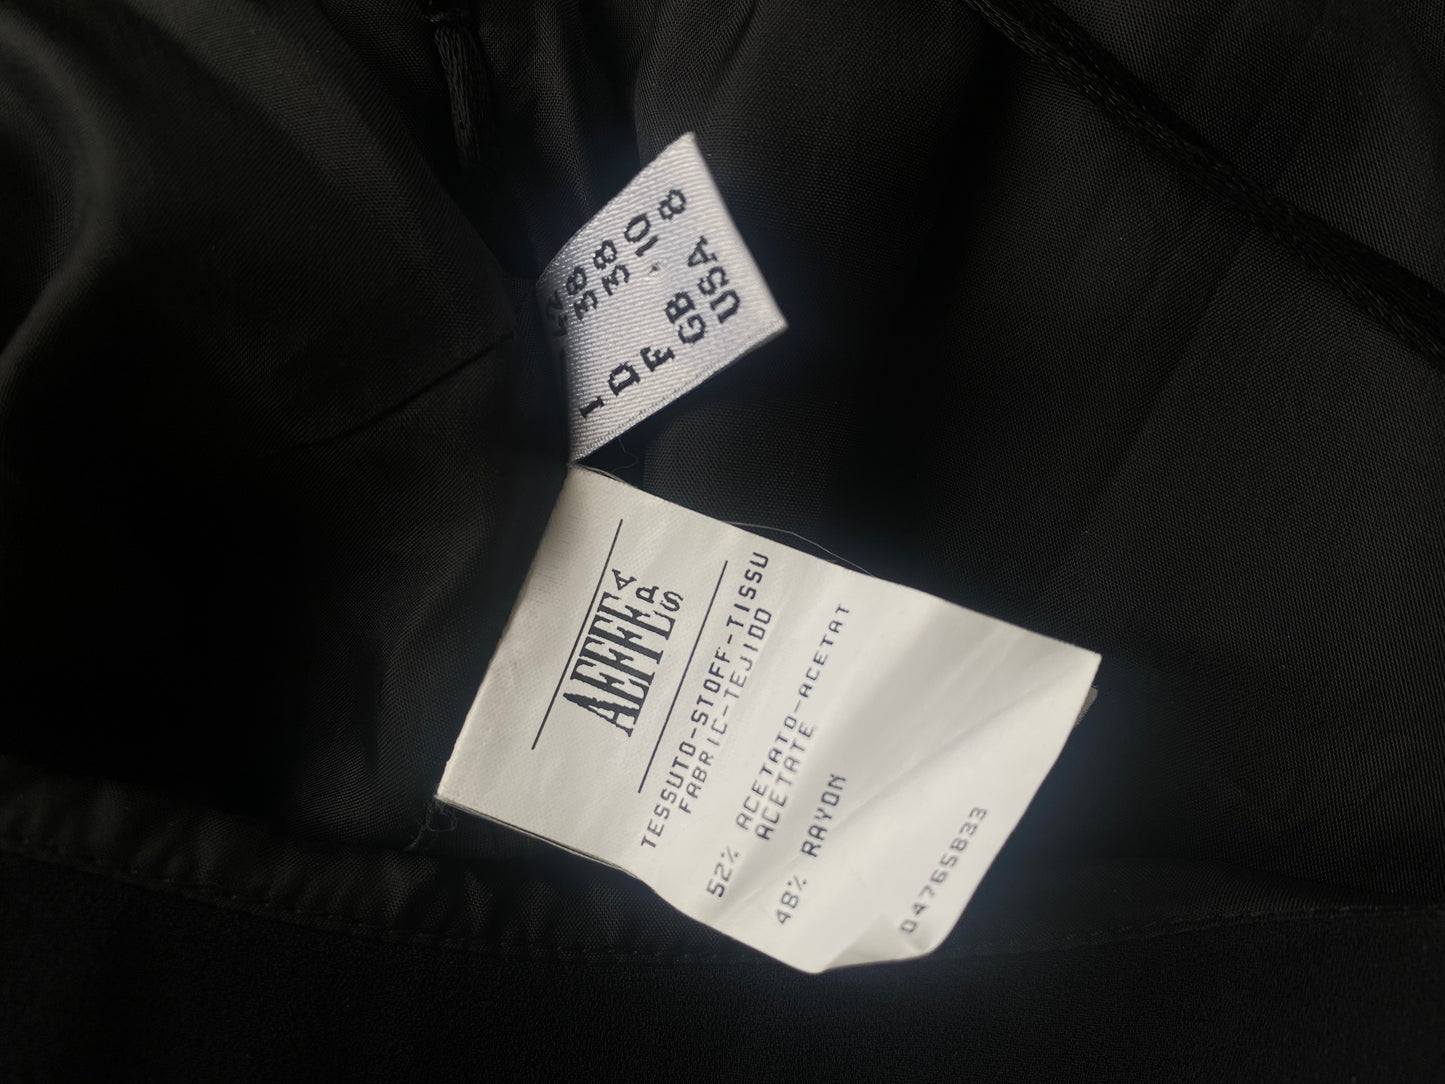 I 42
D 38
F 38
GB 10
USA 8
AEFFE
SPA
TESSUTO-STOFF-TISSU
FABRIC-TEJIDO
52% ACETATO-ACETAT
ACETATE
48% RAYON
04765833